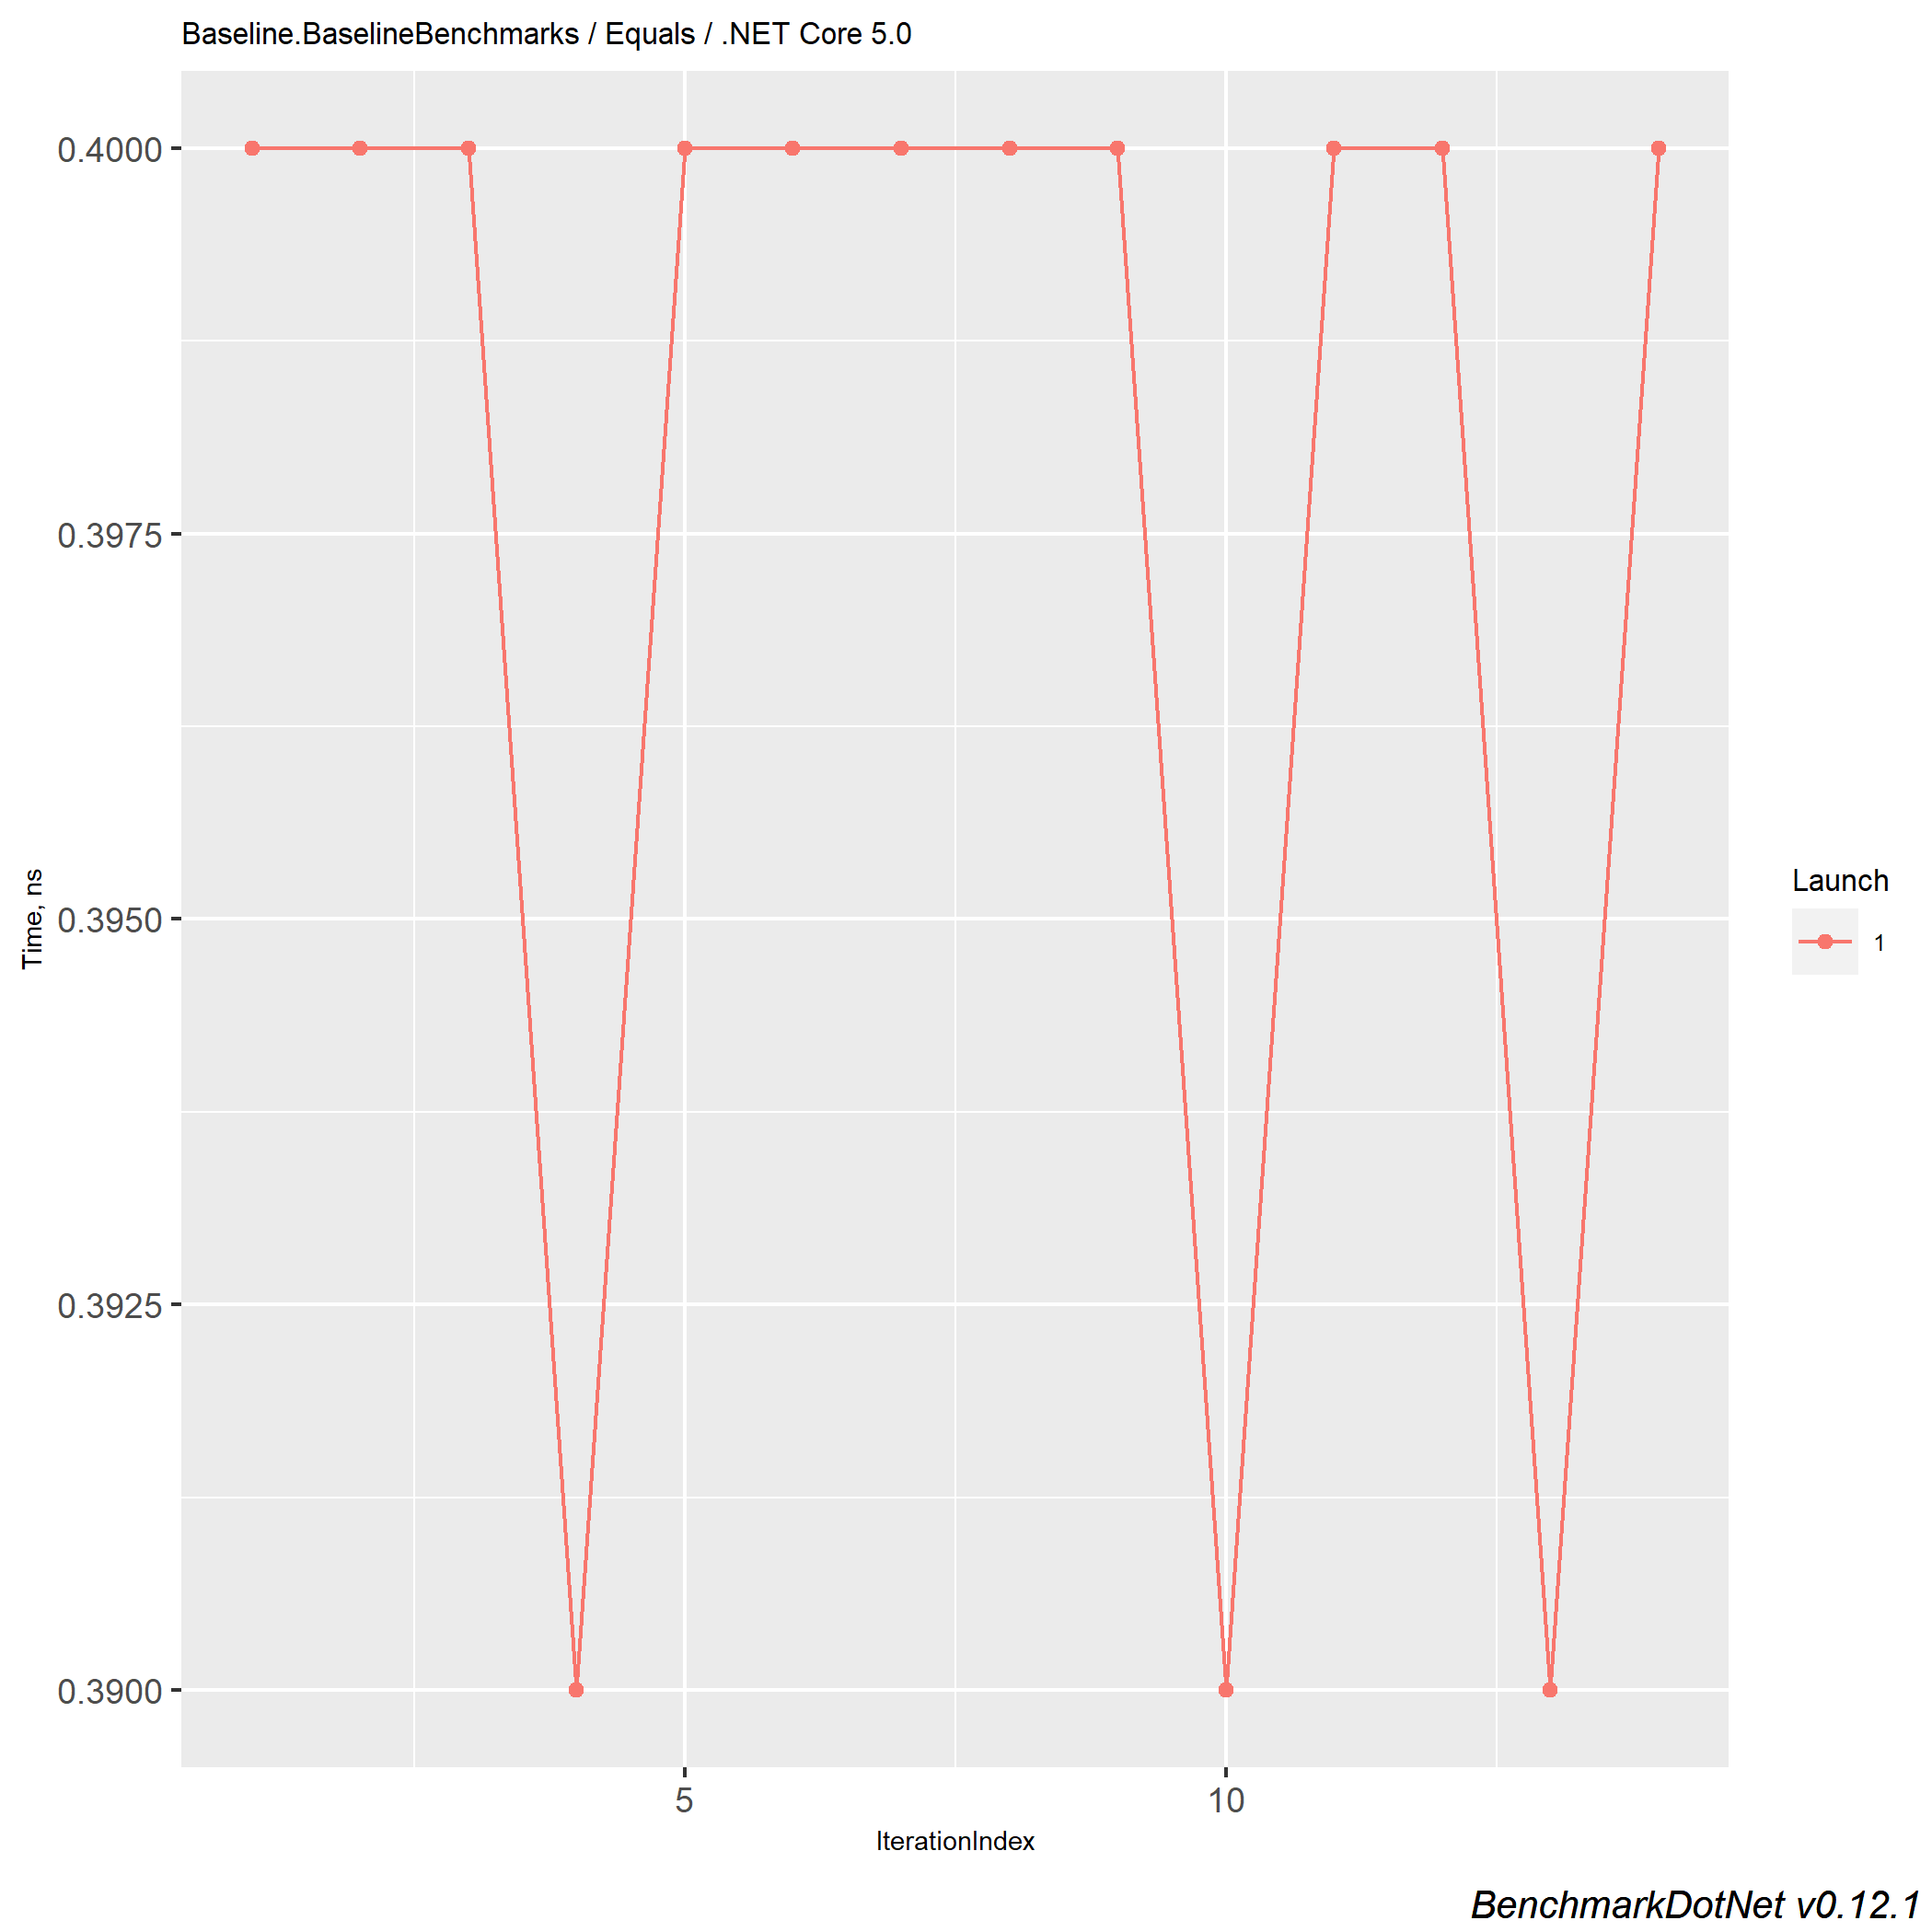 Baseline.BaselineBenchmarks / Equals / .NET Core 5.0
0.4000
0.3975
0.3950
0.3925
0.3900
Time, ns
5
10
IterationIndex
Launch
1
BenchmarkDotNet v0.12.1